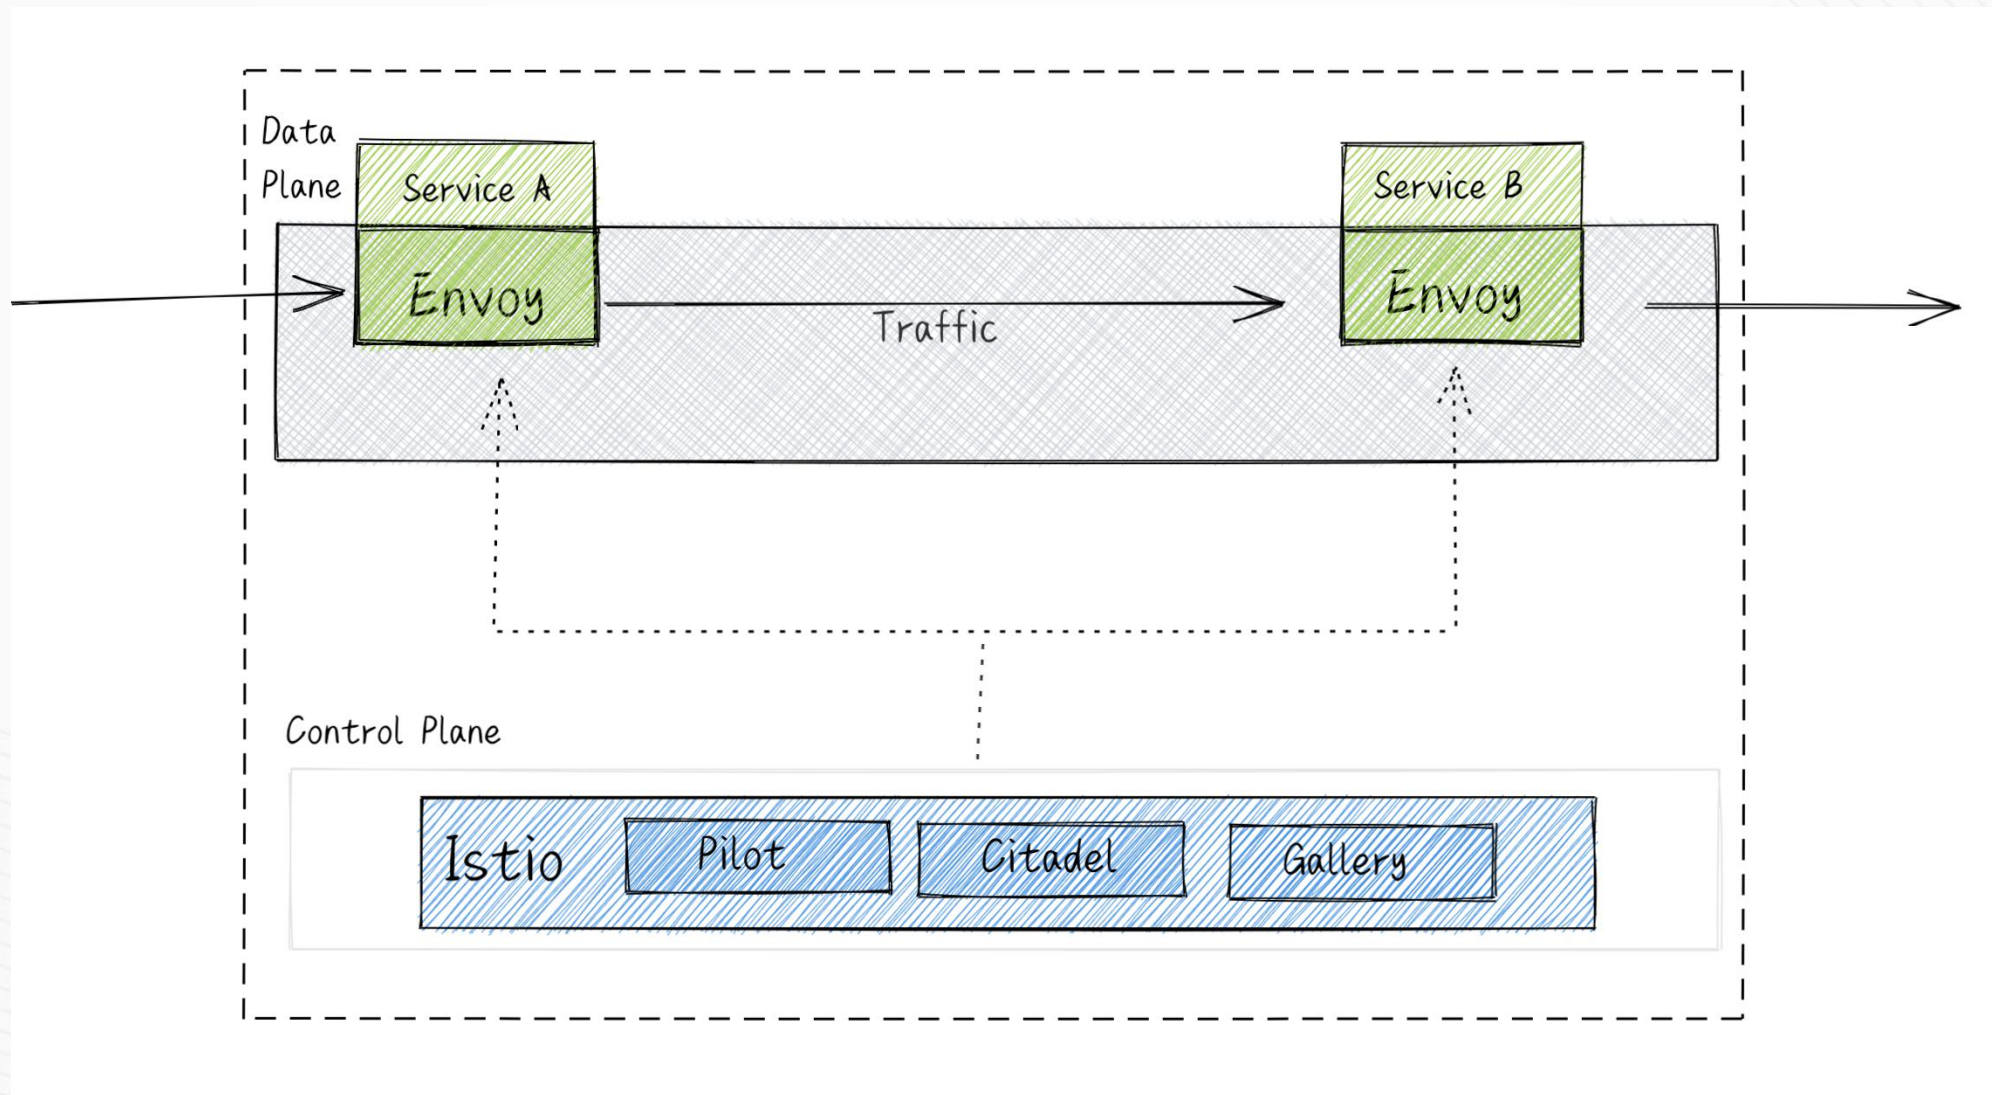 Data
Plane
Service A
Service B
Envoy
Envoy
Traffic
Control Plane
Istio
Pilot
Citadel
Gallery